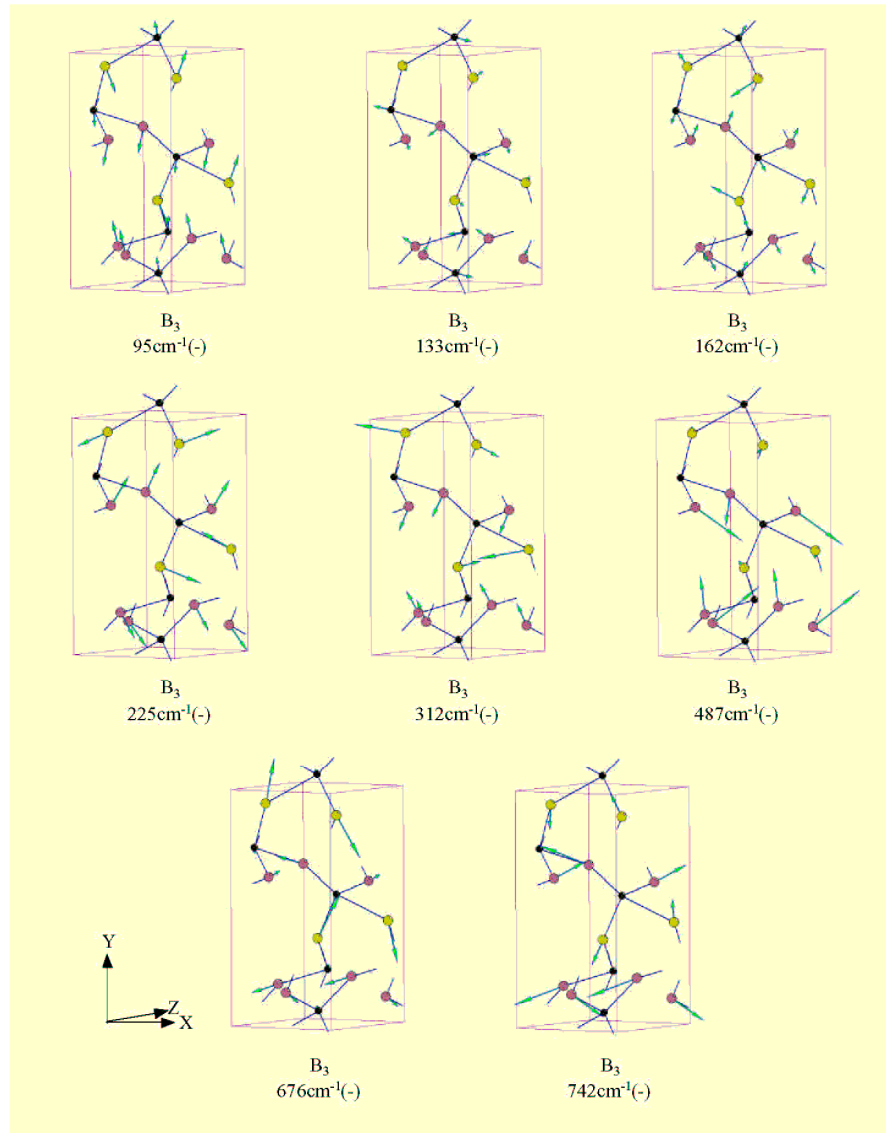 B₃ B₃ B₃
95cm⁻¹(-) 133cm⁻¹(-) 162cm⁻¹(-)
B₃ B₃ B₃
225cm⁻¹(-) 312cm⁻¹(-) 487cm⁻¹(-)
Y
Z
X
B₃ B₃
676cm⁻¹(-) 742cm⁻¹(-)